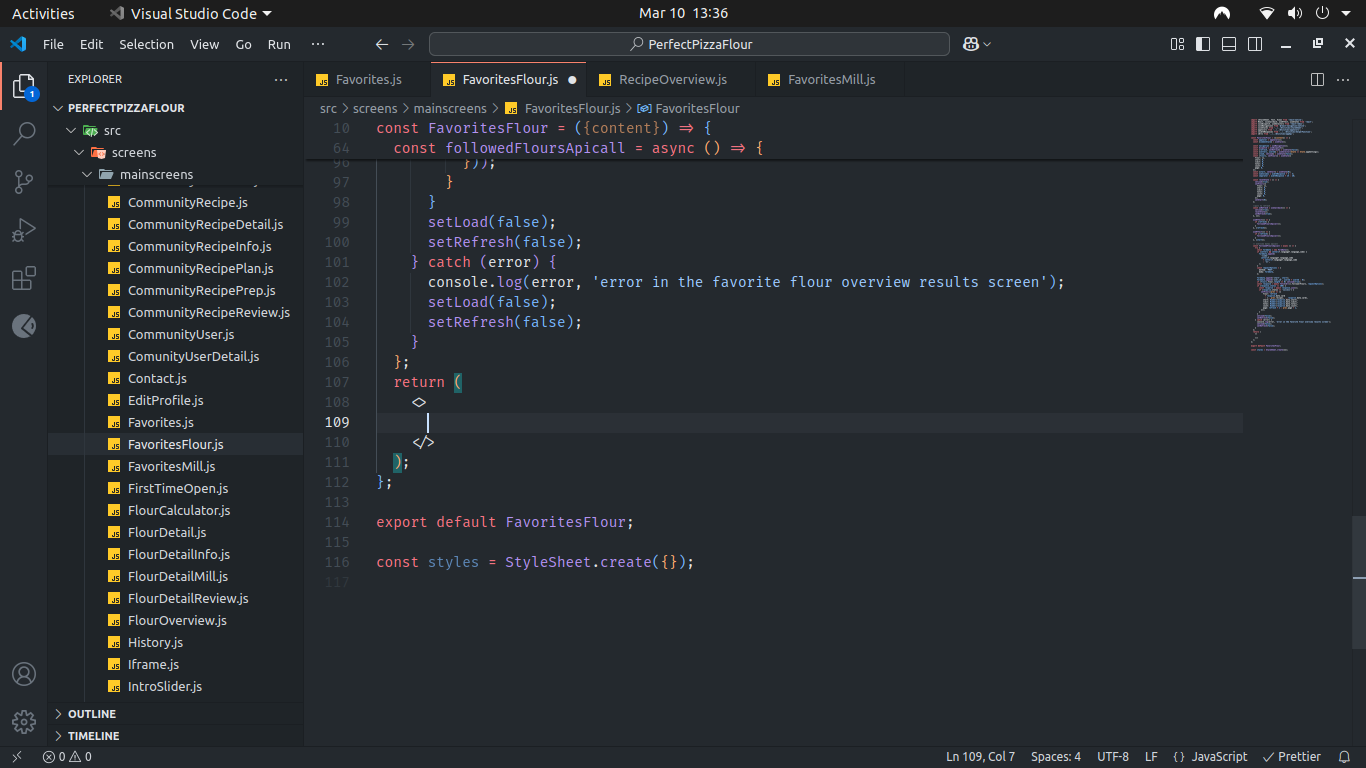 Activities Visual Studio Code Mar 10 13:36
File Edit Selection View Go Run ··· PerfectPizzaFlour
EXPLORER ···
PERFECTPIZZAFLOUR
src
screens
mainscreens
CommunityRecipe.js
CommunityRecipeDetail.js
CommunityRecipeInfo.js
CommunityRecipePlan.js
CommunityRecipePrep.js
CommunityRecipeReview.js
CommunityUser.js
ComunityUserDetail.js
Contact.js
EditProfile.js
Favorites.js
FavoritesFlour.js
FavoritesMill.js
FirstTimeOpen.js
FlourCalculator.js
FlourDetail.js
FlourDetailInfo.js
FlourDetailMill.js
FlourDetailReview.js
FlourOverview.js
History.js
Iframe.js
IntroSlider.js
OUTLINE
TIMELINE
1
Favorites.js FavoritesFlour.js ● RecipeOverview.js FavoritesMill.js ···
src > screens > mainscreens > FavoritesFlour.js > FavoritesFlour
10 const FavoritesFlour = ({content}) => {
64 const followedFloursApicall = async () => {
96 }));
97 }
98 }
99 setLoad(false);
100 setRefresh(false);
101 } catch (error) {
102 console.log(error, 'error in the favorite flour overview results screen');
103 setLoad(false);
104 setRefresh(false);
105 }
106 };
107 return (
108 <>
109
110 </>
111 );
112 };
113
114 export default FavoritesFlour;
115
116 const styles = StyleSheet.create({});
117
0 0 Ln 109, Col 7 Spaces: 4 UTF-8 LF {} JavaScript Prettier